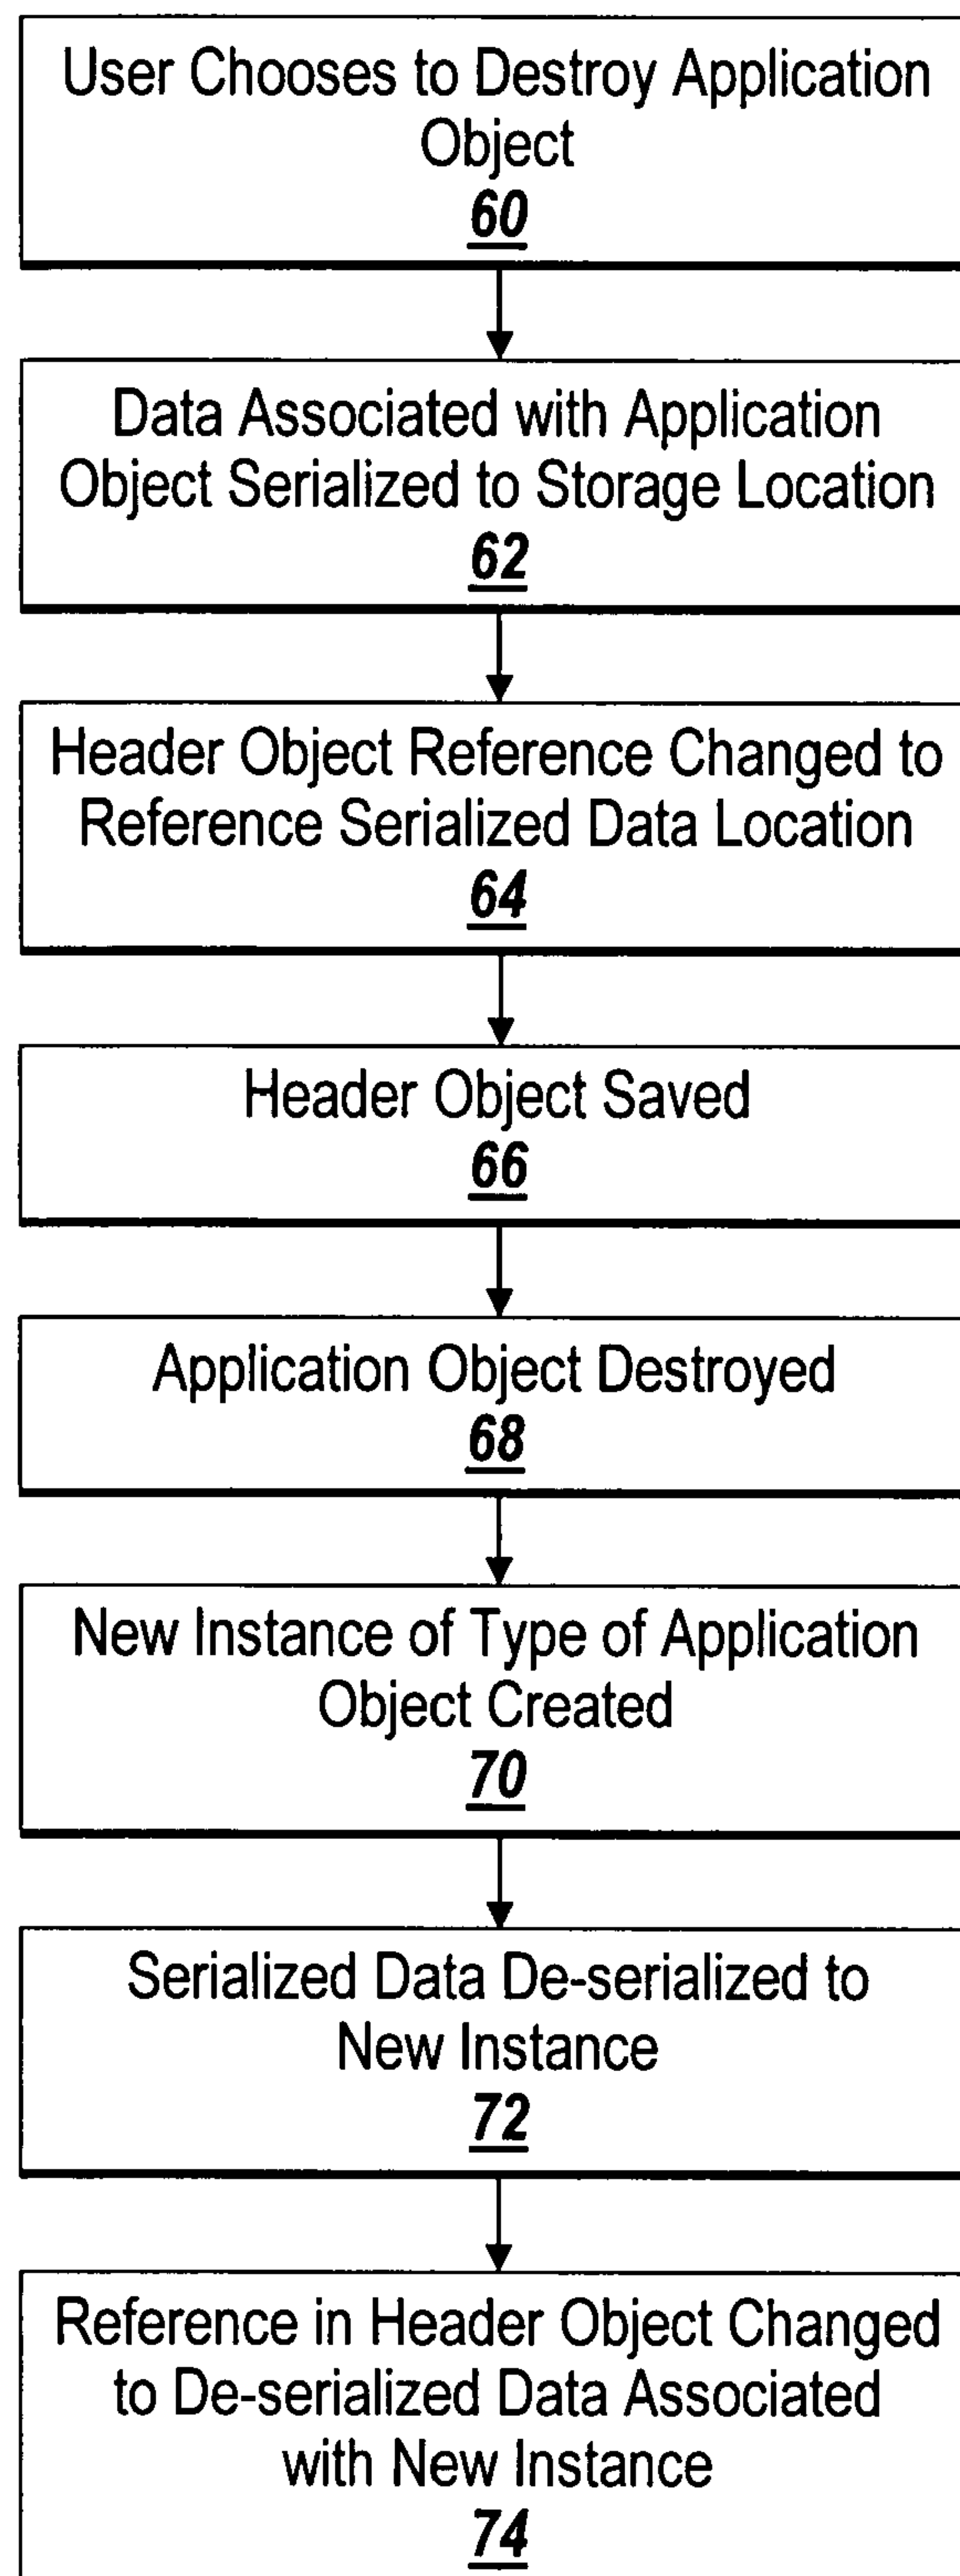 User Chooses to Destroy Application
Object
60
Data Associated with Application
Object Serialized to Storage Location
62
Header Object Reference Changed to
Reference Serialized Data Location
64
Header Object Saved
66
Application Object Destroyed
68
New Instance of Type of Application
Object Created
70
Serialized Data De-serialized to
New Instance
72
Reference in Header Object Changed
to De-serialized Data Associated
with New Instance
74